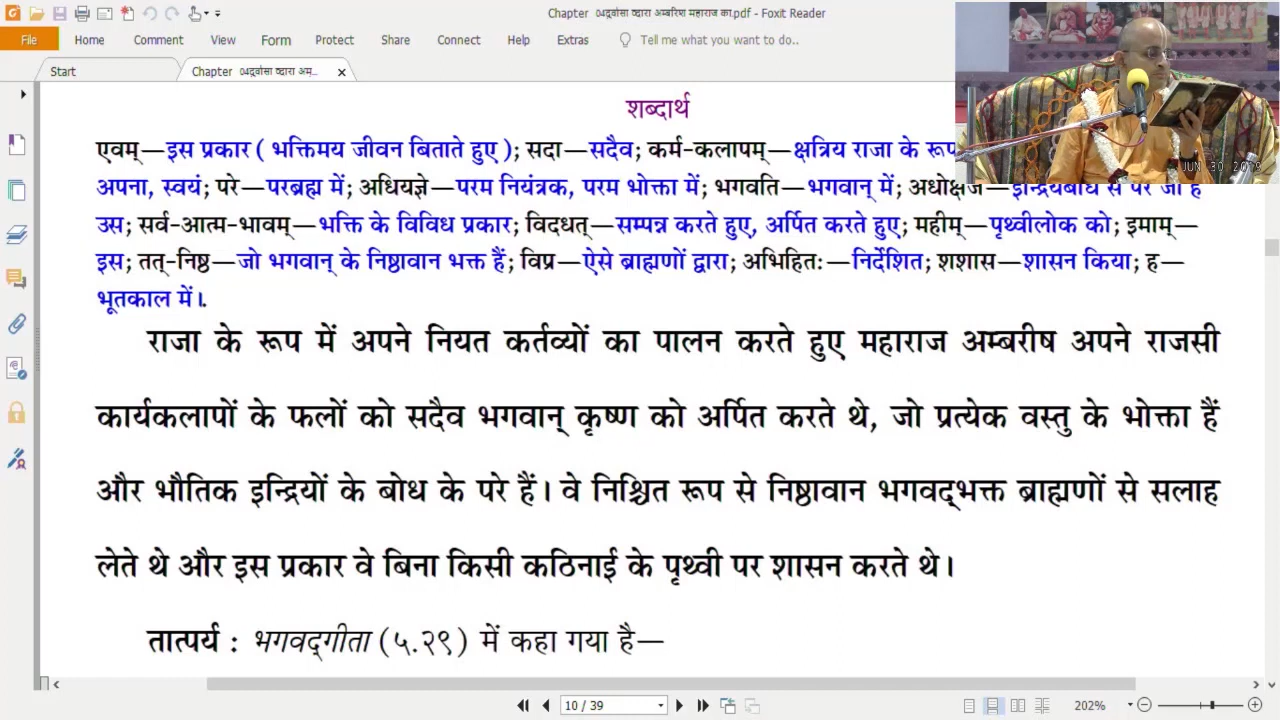 Chapter 04दुर्वासा व्दारा अम्बरिश महाराज का.pdf - Foxit Reader
File Home Comment View Form Protect Share Connect Help Extras Tell me what you want to do..
Start Chapter 04दुर्वासा व्दारा अम्...
शब्दार्थ
एवम्—इस प्रकार ( भक्तिमय जीवन बिताते हुए ); सदा—सदैव; कर्म-कलापम्—क्षत्रिय राजा के रूप
अपना, स्वयं; परे—परब्रह्म में; अधियज्ञे—परम नियंत्रक, परम भोक्ता में; भगवति—भगवान् में; अधोक्षजे—इन्द्रियबोध से परे जो है
उस; सर्व-आत्म-भावम्—भक्ति के विविध प्रकार; विदधत्—सम्पन्न करते हुए, अर्पित करते हुए; महीम्—पृथ्वीलोक को; इमाम्—
इस; तत्-निष्ठ—जो भगवान् के निष्ठावान भक्त हैं; विप्र—ऐसे ब्राह्मणों द्वारा; अभिहितः—निर्देशित; शशास—शासन किया; ह—
भूतकाल में।.
राजा के रूप में अपने नियत कर्तव्यों का पालन करते हुए महाराज अम्बरीष अपने राजसी
कार्यकलापों के फलों को सदैव भगवान् कृष्ण को अर्पित करते थे, जो प्रत्येक वस्तु के भोक्ता हैं
और भौतिक इन्द्रियों के बोध के परे हैं। वे निश्चित रूप से निष्ठावान भगवद्भक्त ब्राह्मणों से सलाह
लेते थे और इस प्रकार वे बिना किसी कठिनाई के पृथ्वी पर शासन करते थे।
तात्पर्य : भगवद्गीता (५.२९) में कहा गया है—
10 / 39
202%
JUN 30 2019